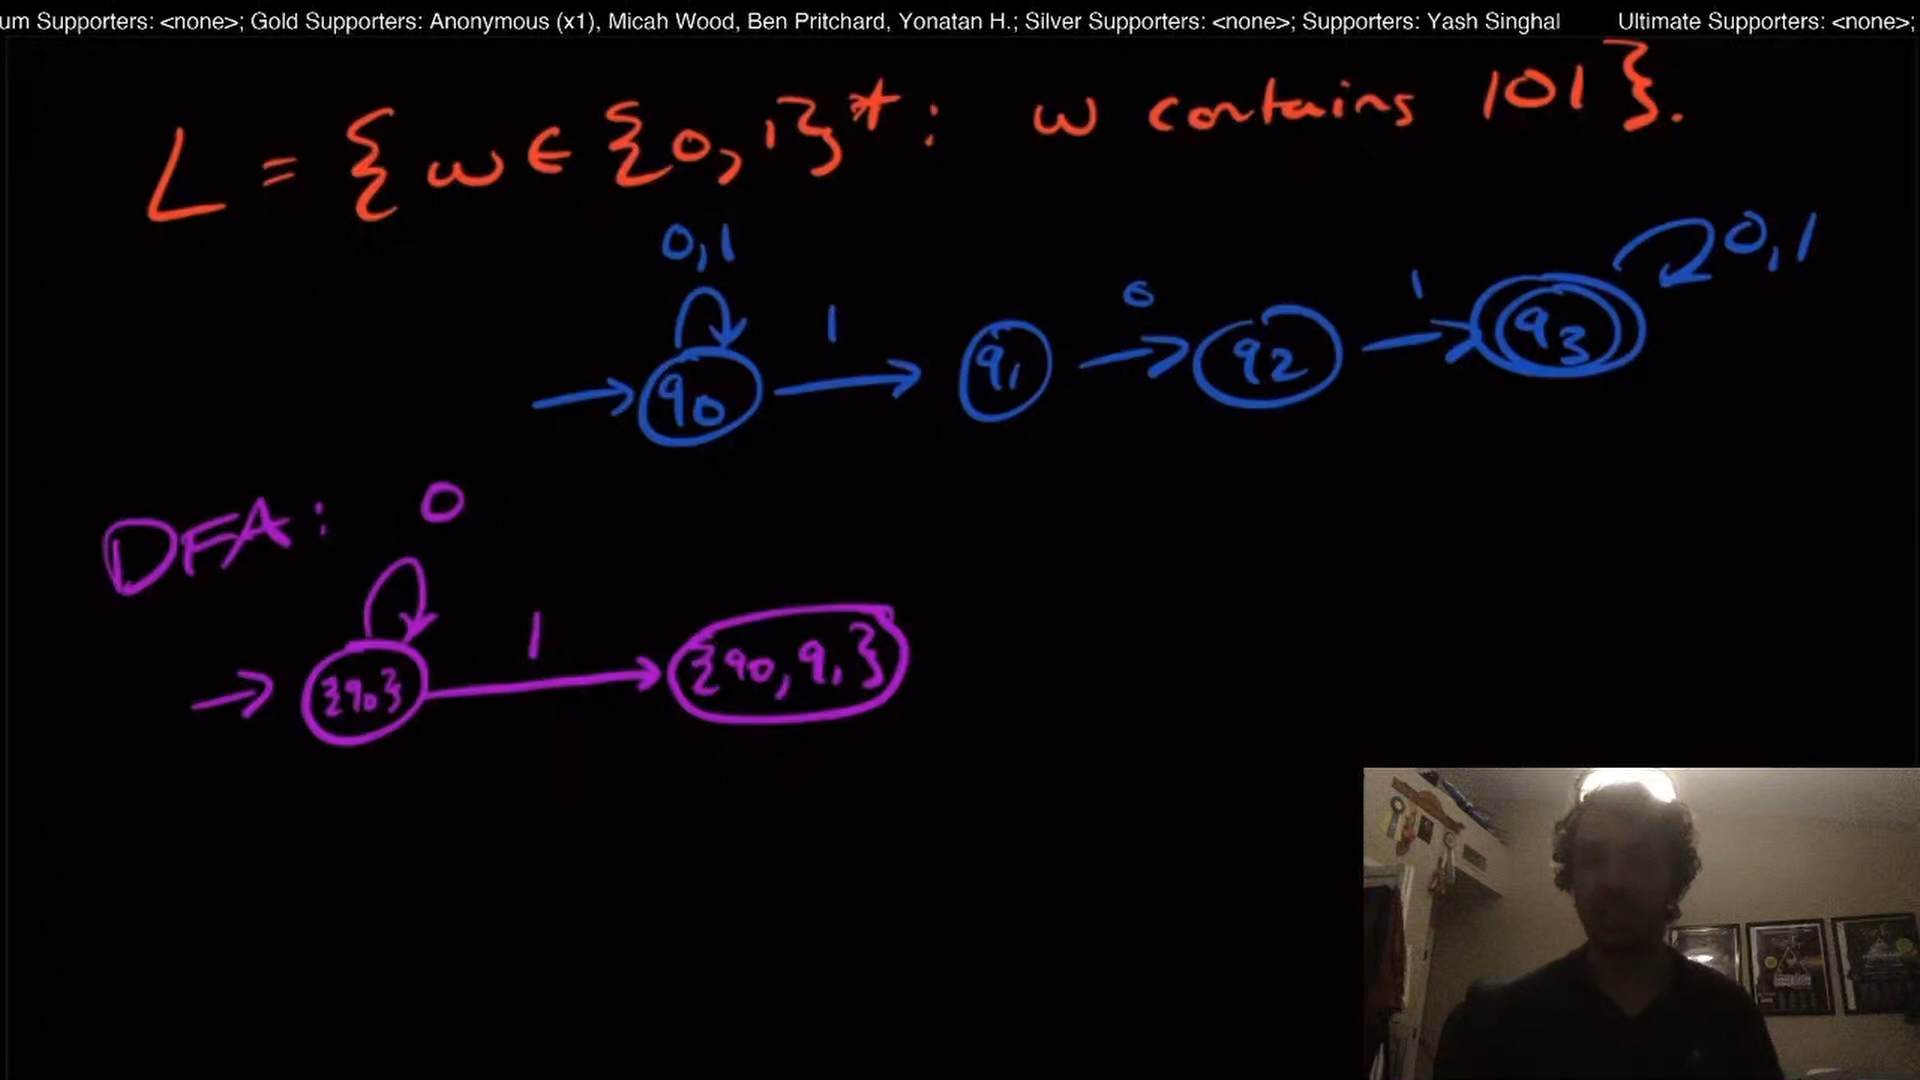 um Supporters: <none>; Gold Supporters: Anonymous (x1), Micah Wood, Ben Pritchard, Yonatan H.; Silver Supporters: <none>; Supporters: Yash Singhal Ultimate Supporters: <none>;
L = {w ∈ {0,1}*: w contains 101}.
0,1
1
0
1
0,1
q0
q1
q2
q3
DFA:
0
1
{q0}
{q0, q1}